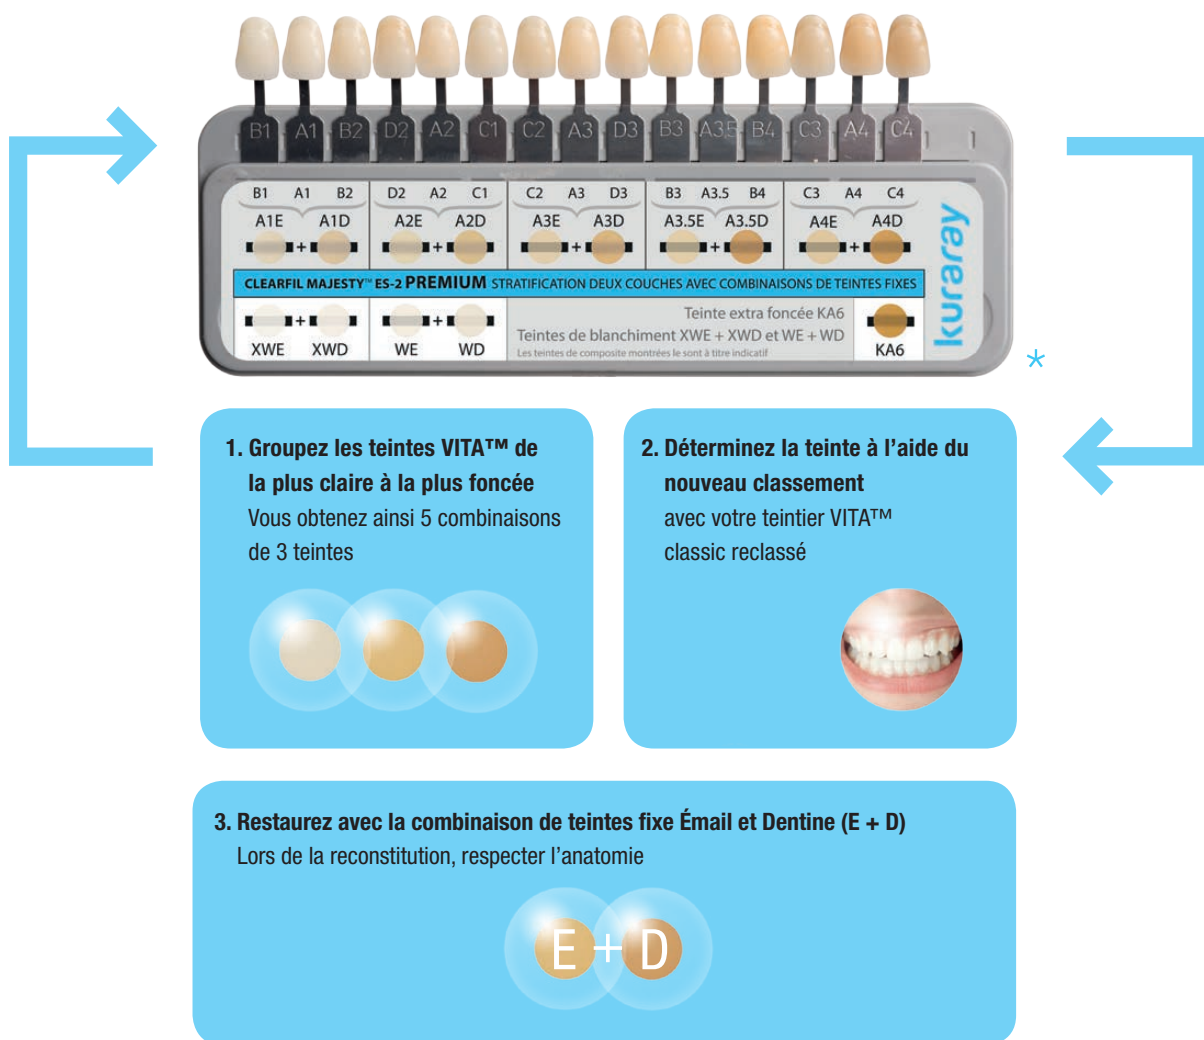 B1 A1 B2 D2 A2 C1 C2 A3 D3 B3 A3.5 B4 C3 A4 C4
B1 A1 B2 D2 A2 C1 C2 A3 D3 B3 A3.5 B4 C3 A4 C4
A1E A1D A2E A2D A3E A3D A3.5E A3.5D A4E A4D
+ + + + +
CLEARFIL MAJESTY™ ES-2 PREMIUM STRATIFICATION DEUX COUCHES AVEC COMBINAISONS DE TEINTES FIXES
+ +
XWE XWD WE WD
Teinte extra foncée KA6
Teintes de blanchiment XWE + XWD et WE + WD
Les teintes de composite montrées le sont à titre indicatif
KA6
kuraray
*
1. Groupez les teintes VITA™ de
la plus claire à la plus foncée
Vous obtenez ainsi 5 combinaisons
de 3 teintes
2. Déterminez la teinte à l’aide du
nouveau classement
avec votre teintier VITA™
classic reclassé
3. Restaurez avec la combinaison de teintes fixe Émail et Dentine (E + D)
Lors de la reconstitution, respecter l’anatomie
E + D